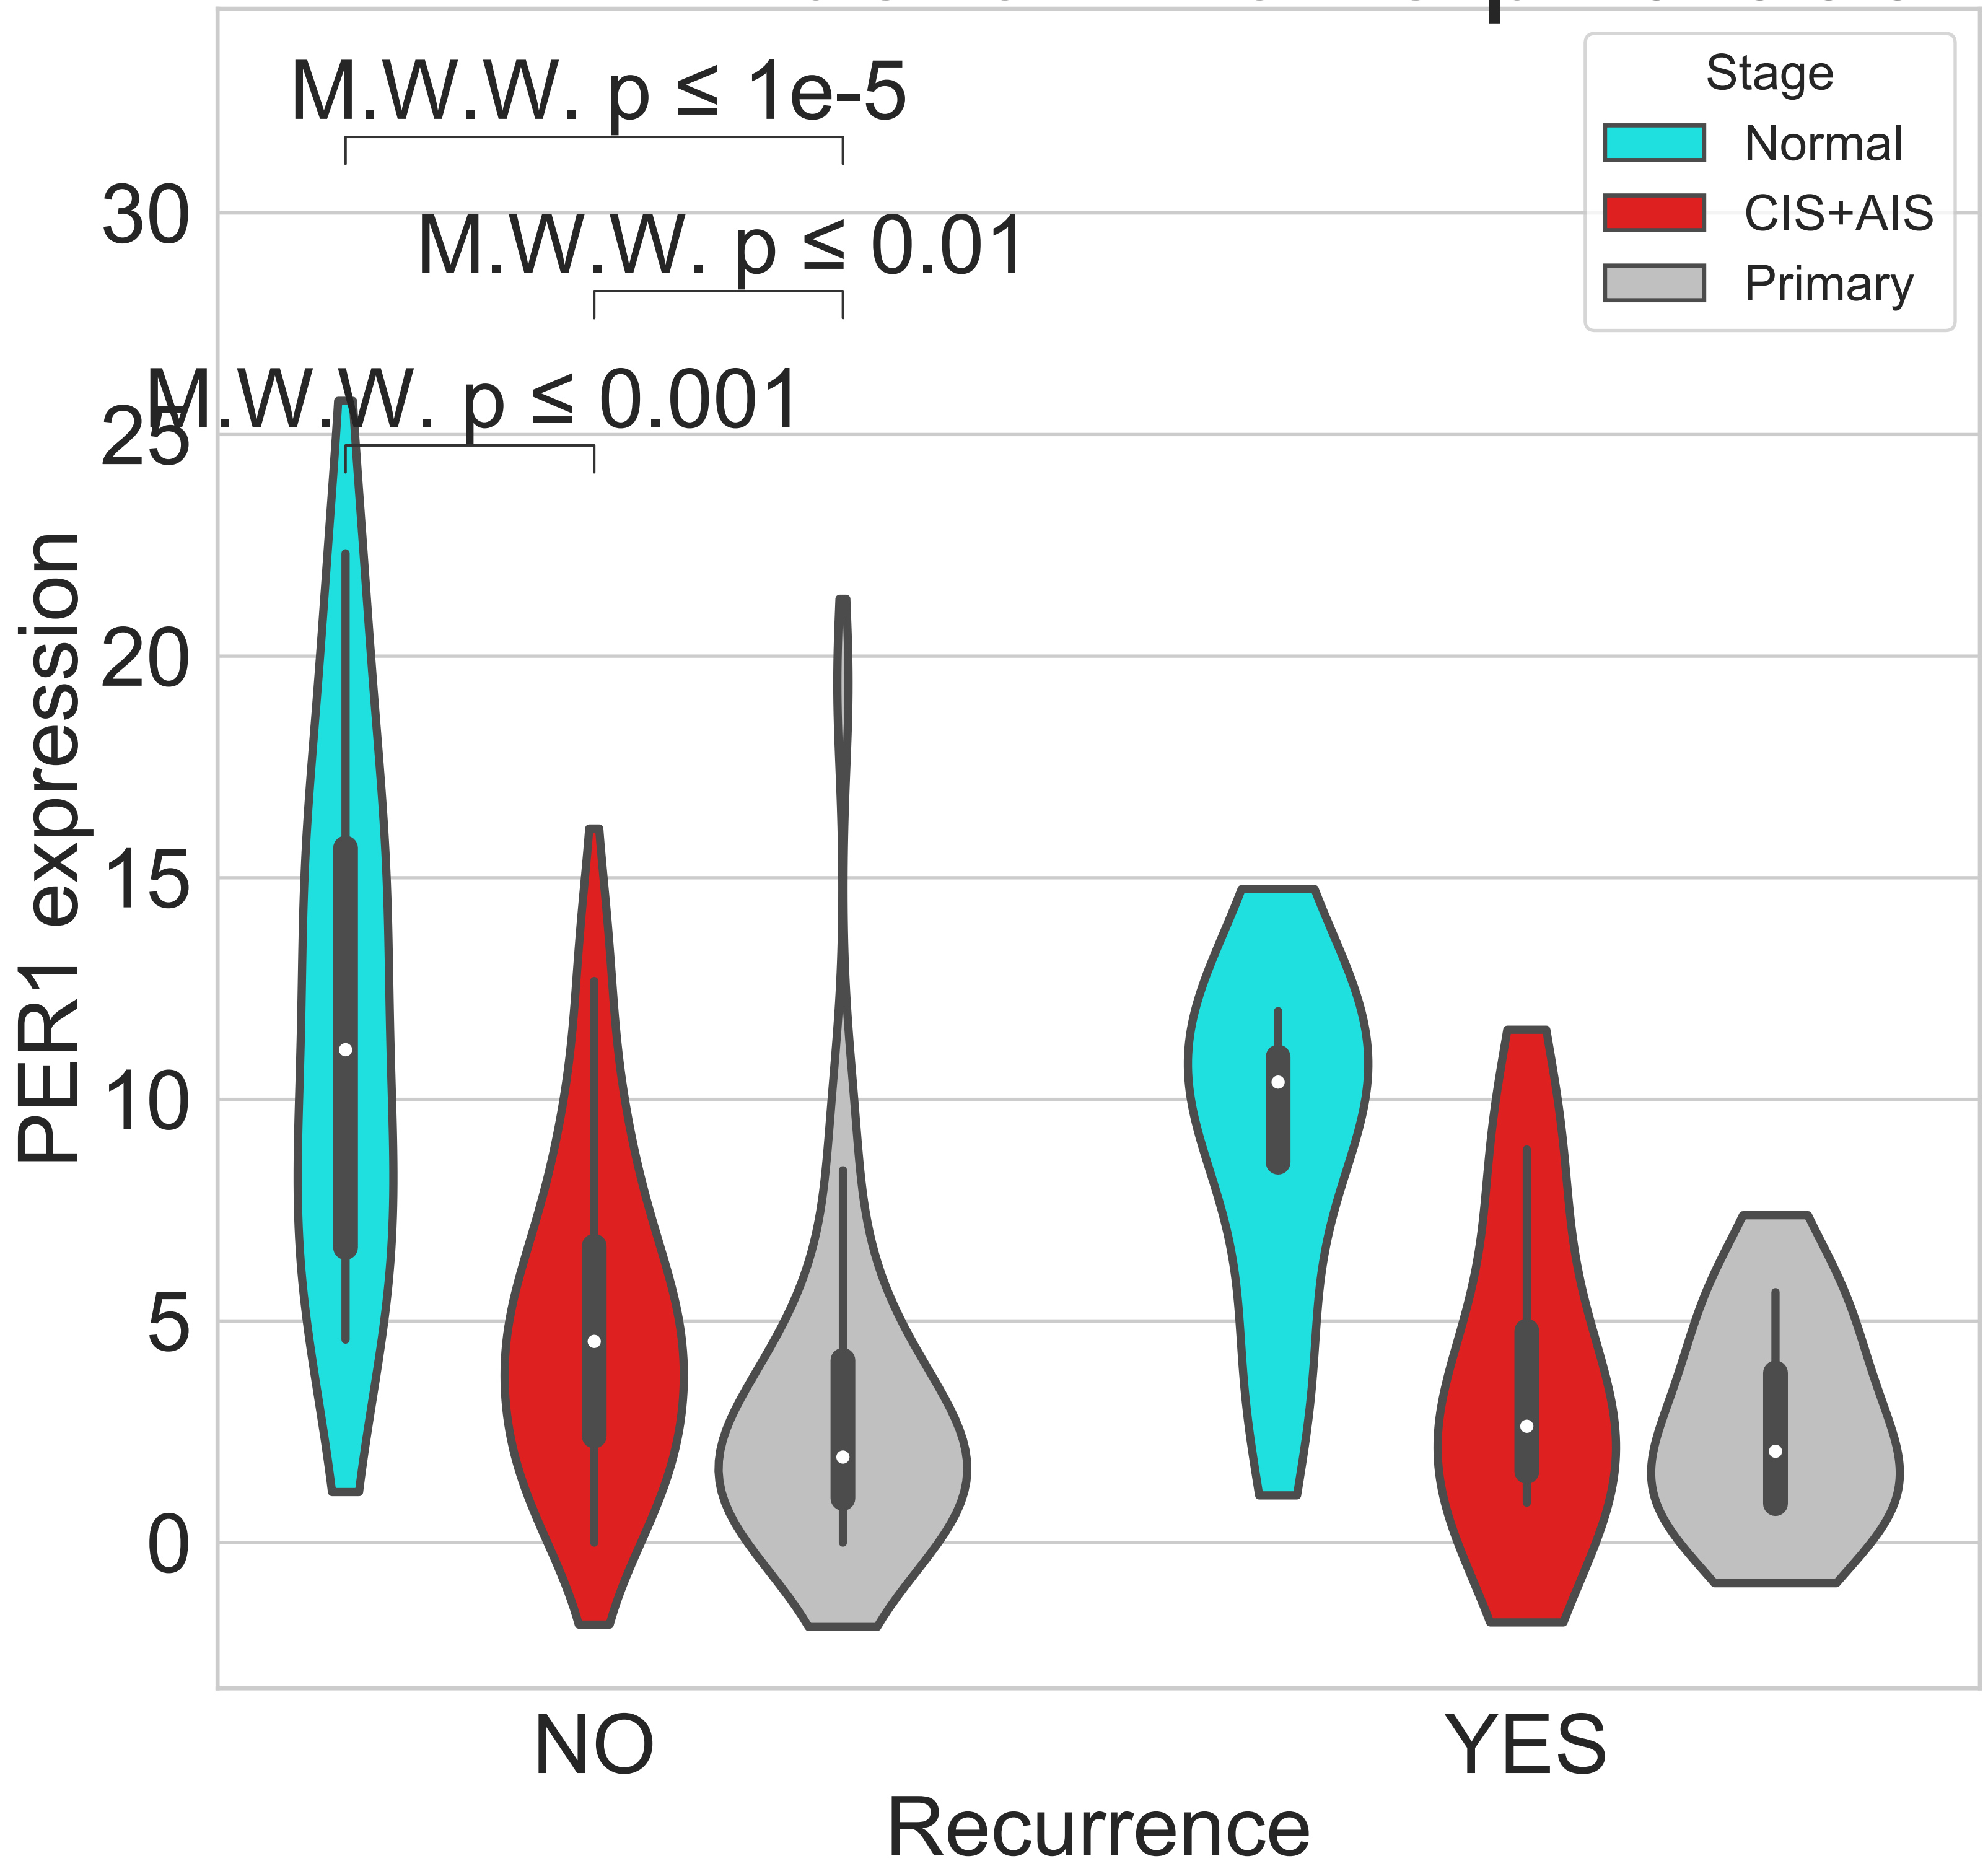 M.W.W. p ≤ 1e-5
M.W.W. p ≤ 0.01
M.W.W. p ≤ 0.001
Stage
Normal
CIS+AIS
Primary
PER1 expression
30
25
20
15
10
5
0
NO
YES
Recurrence